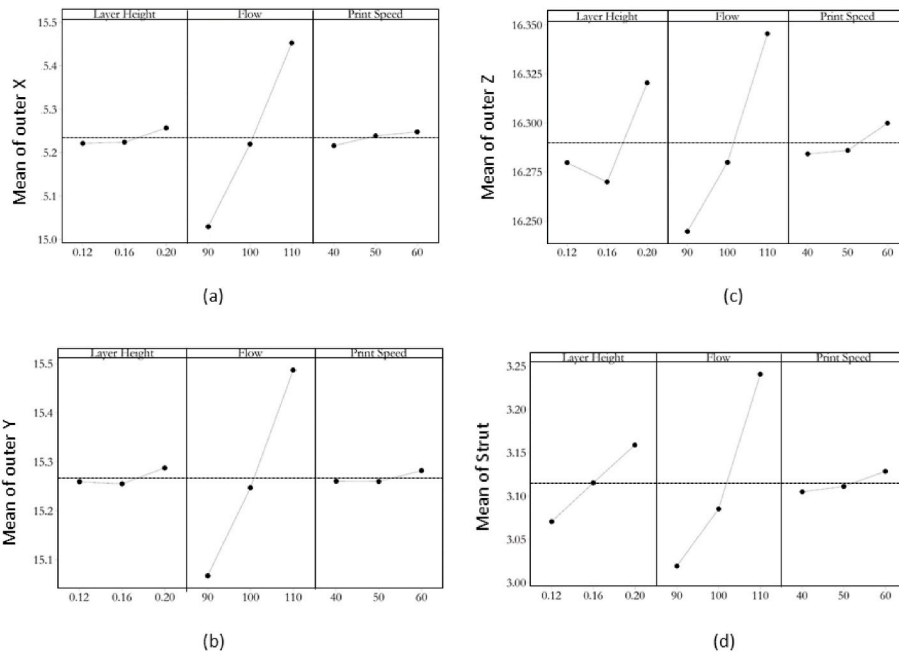 Layer Height Flow Print Speed
15.5
5.4
5.3
5.2
5.1
15.0
Mean of outer X
0.12 0.16 0.20 90 100 110 40 50 60
(a)
Layer Height Flow Print Speed
16.350
16.325
16.300
16.275
16.250
Mean of outer Z
0.12 0.16 0.20 90 100 110 40 50 60
(c)
Layer Height Flow Print Speed
15.5
15.4
15.3
15.2
15.1
Mean of outer Y
0.12 0.16 0.20 90 100 110 40 50 60
(b)
Layer Height Flow Print Speed
3.25
3.20
3.15
3.10
3.05
3.00
Mean of Strut
0.12 0.16 0.20 90 100 110 40 50 60
(d)